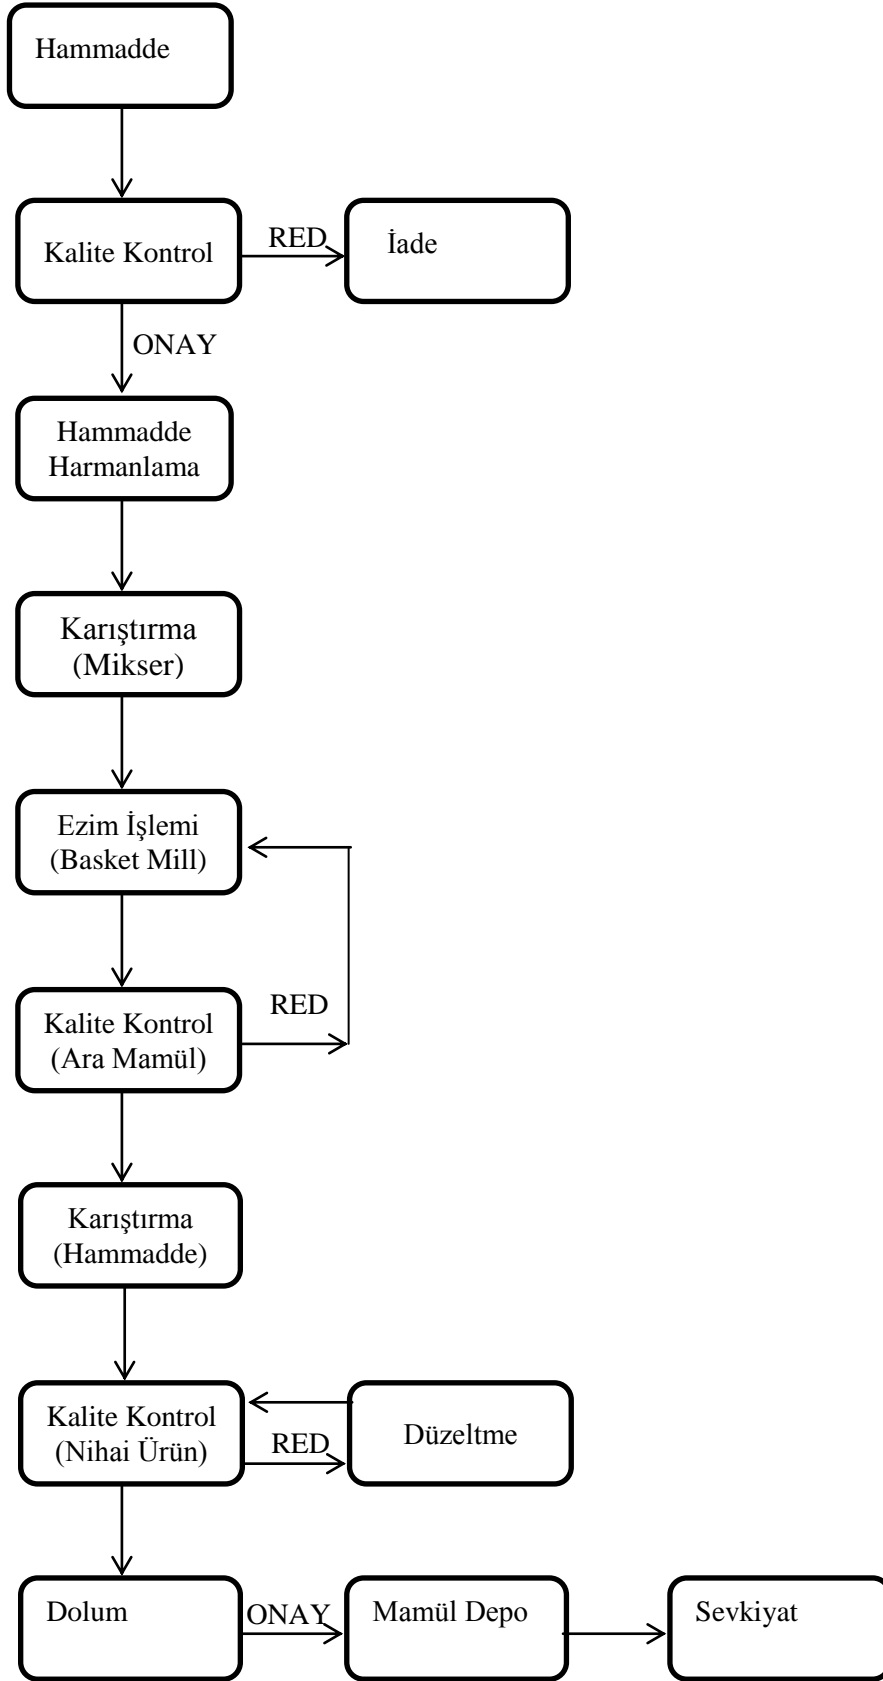 Hammadde
Kalite Kontrol
RED
İade
ONAY
Hammadde
Harmanlama
Karıştırma
(Mikser)
Ezim İşlemi
(Basket Mill)
Kalite Kontrol
(Ara Mamül)
RED
Karıştırma
(Hammadde)
Kalite Kontrol
(Nihai Ürün)
RED
Düzeltme
Dolum
ONAY
Mamül Depo
Sevkiyat